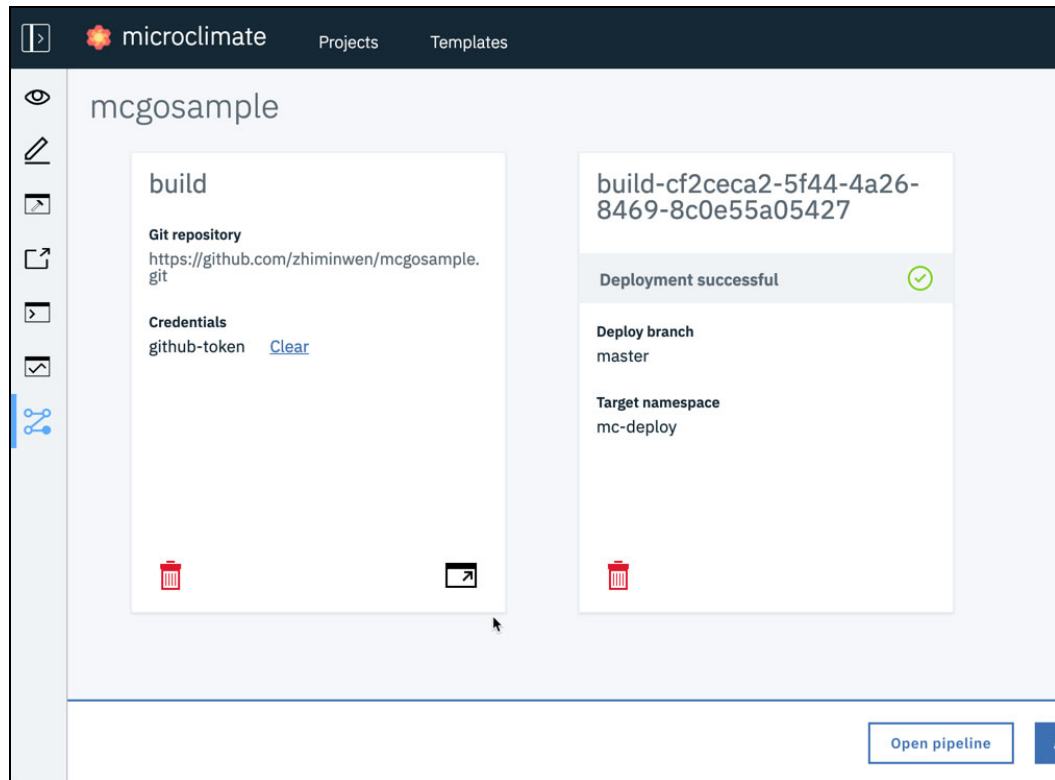 microclimate
Projects
Templates
mcgosample
build
Git repository
https://github.com/zhiminwen/mcgosample.
git
Credentials
github-token Clear
build-cf2ceca2-5f44-4a26-
8469-8c0e55a05427
Deployment successful
Deploy branch
master
Target namespace
mc-deploy
Open pipeline